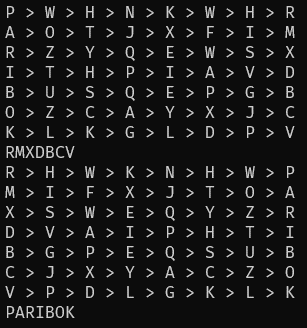 P > W > H > N > K > W > H > R
A > O > T > J > X > F > I > M
R > Z > Y > Q > E > W > S > X
I > T > H > P > I > A > V > D
B > U > S > Q > E > P > G > B
O > Z > C > A > Y > X > J > C
K > L > K > G > L > D > P > V
RMXDBCV
R > H > W > K > N > H > W > P
M > I > F > X > J > T > O > A
X > S > W > E > Q > Y > Z > R
D > V > A > I > P > H > T > I
B > G > P > E > Q > S > U > B
C > J > X > Y > A > C > Z > O
V > P > D > L > G > K > L > K
PARIBOK